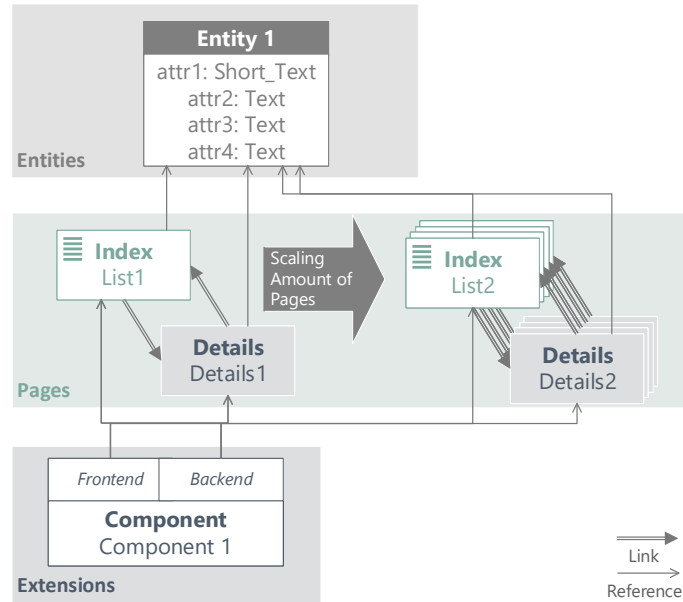 Entity 1
attr1: Short_Text
attr2: Text
attr3: Text
attr4: Text
Entities
Index
List1
Scaling
Amount of
Pages
Index
List2
Details
Details1
Details
Details2
Pages
Frontend
Backend
Component
Component 1
Extensions
Link
Reference